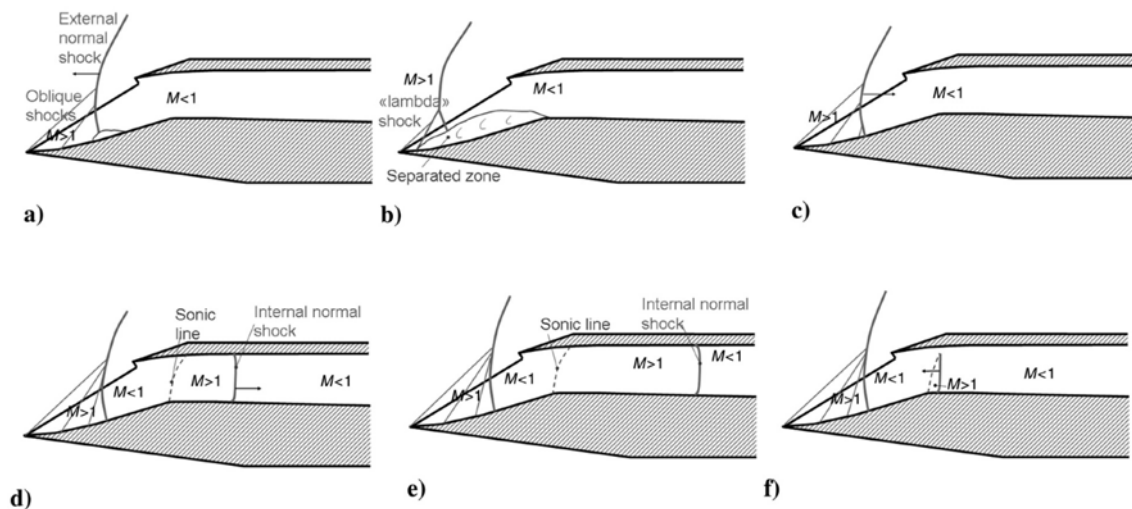 External
normal
shock
Oblique
shocks
M>1
M<1
a)
M>1
«lambda»
shock
M<1
Separated zone
b)
M>1
M<1
c)
Sonic
line
Internal normal
shock
M<1
M>1
M<1
M>1
d)
Sonic line
Internal normal
shock
M<1
M>1
M<1
M>1
e)
M<1
M>1
M<1
M>1
f)